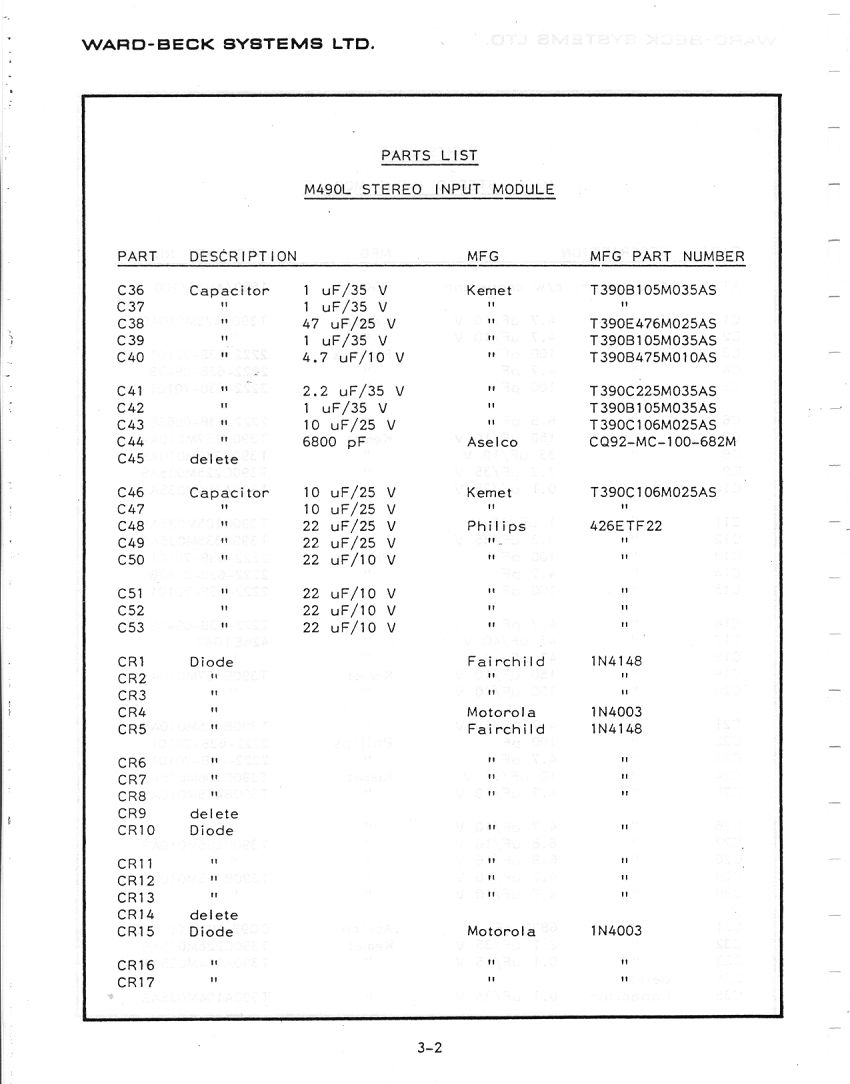 WARD-BECK SYSTEMS LTD.
PARTS LIST
M490L STEREO INPUT MODULE
PART DESCRIPTION MFG MFG PART NUMBER
C36 Capacitor 1 uF/35 V Kemet T390B105M035AS
C37 " 1 uF/35 V " "
C38 " 47 uF/25 V " T390E476M025AS
C39 " 1 uF/35 V " T390B105M035AS
C40 " 4.7 uF/10 V " T390B475M010AS
C41 " 2.2 uF/35 V " T390C225M035AS
C42 " 1 uF/35 V " T390B105M035AS
C43 " 10 uF/25 V " T390C106M025AS
C44 " 6800 pF Aselco CQ92-MC-100-682M
C45 delete
C46 Capacitor 10 uF/25 V Kemet T390C106M025AS
C47 " 10 uF/25 V " "
C48 " 22 uF/25 V Philips 426ETF22
C49 " 22 uF/25 V " "
C50 " 22 uF/10 V " "
C51 " 22 uF/10 V " "
C52 " 22 uF/10 V " "
C53 " 22 uF/10 V " "
CR1 Diode Fairchild 1N4148
CR2 " " "
CR3 " " "
CR4 " Motorola 1N4003
CR5 " Fairchild 1N4148
CR6 " " "
CR7 " " "
CR8 " " "
CR9 delete
CR10 Diode " "
CR11 " " "
CR12 " " "
CR13 " " "
CR14 delete
CR15 Diode Motorola 1N4003
CR16 " " "
CR17 " " "
3-2